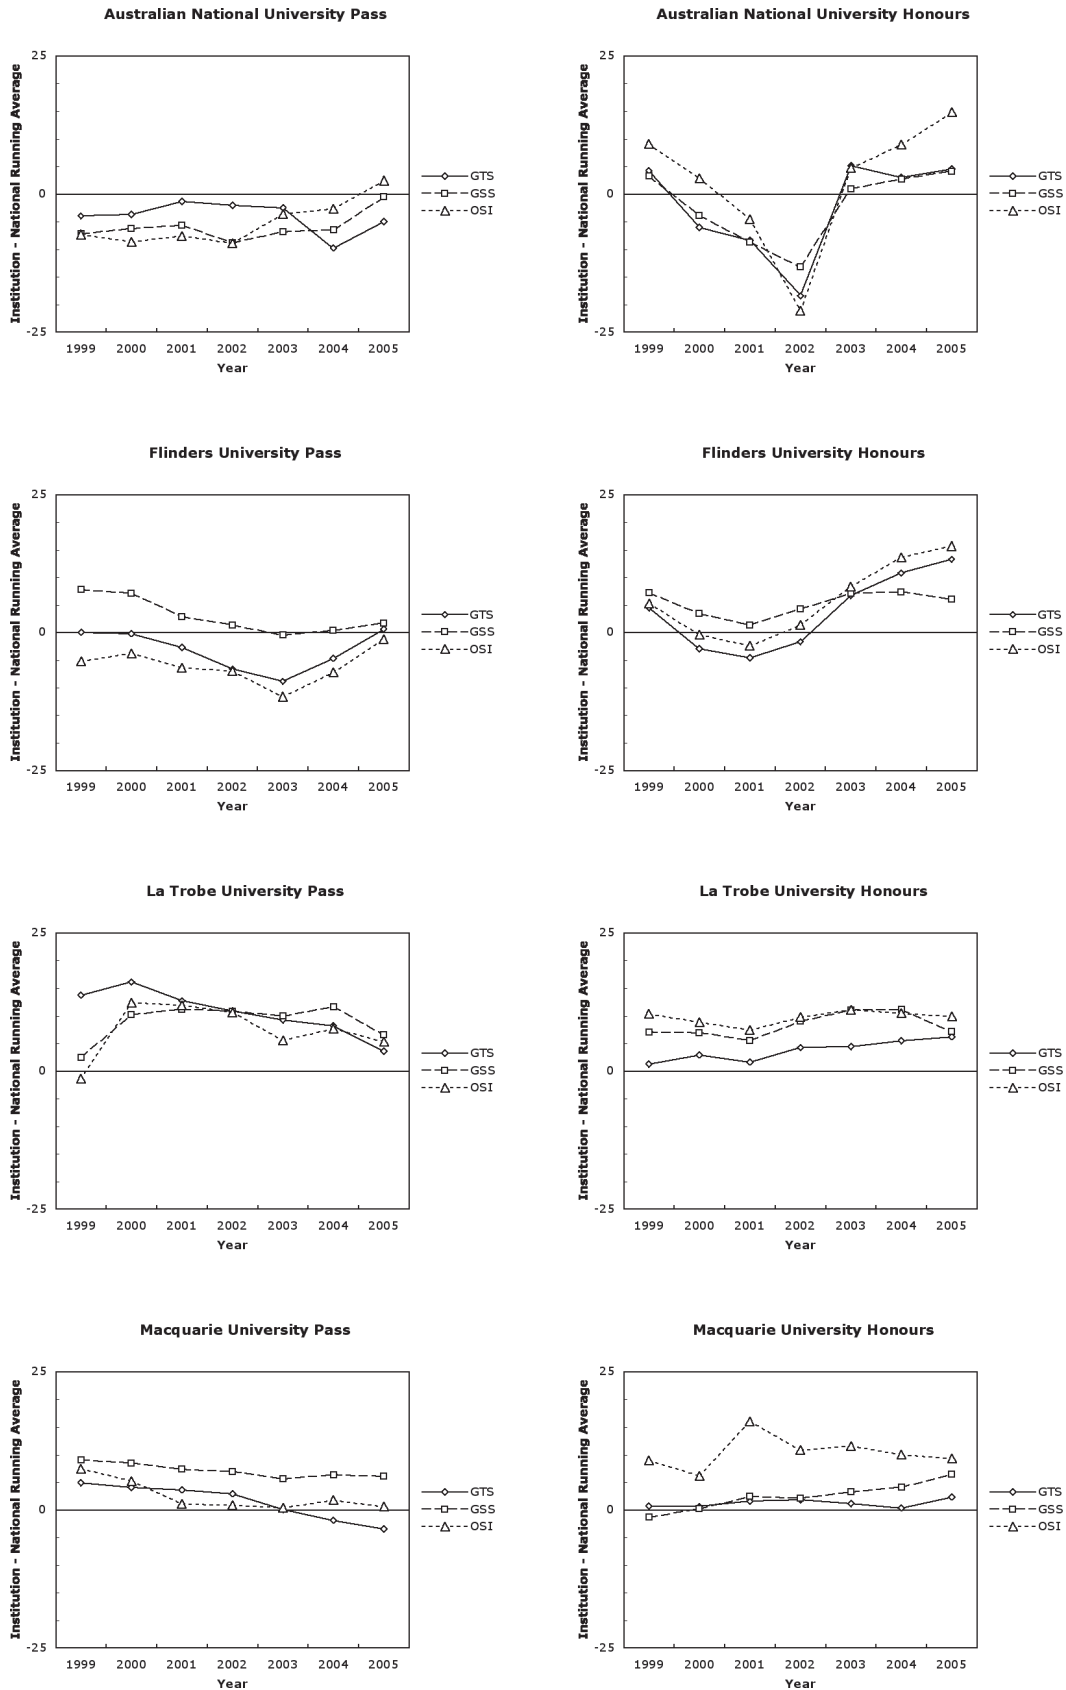 Australian National University Pass
Institution - National Running Average
25
0
-25
1999 2000 2001 2002 2003 2004 2005
Year
GTS
GSS
OSI
Australian National University Honours
Institution - National Running Average
25
0
-25
1999 2000 2001 2002 2003 2004 2005
Year
GTS
GSS
OSI
Flinders University Pass
Institution - National Running Average
25
0
-25
1999 2000 2001 2002 2003 2004 2005
Year
GTS
GSS
OSI
Flinders University Honours
Institution - National Running Average
25
0
-25
1999 2000 2001 2002 2003 2004 2005
Year
GTS
GSS
OSI
La Trobe University Pass
Institution - National Running Average
25
0
-25
1999 2000 2001 2002 2003 2004 2005
Year
GTS
GSS
OSI
La Trobe University Honours
Institution - National Running Average
25
0
-25
1999 2000 2001 2002 2003 2004 2005
Year
GTS
GSS
OSI
Macquarie University Pass
Institution - National Running Average
25
0
-25
1999 2000 2001 2002 2003 2004 2005
Year
GTS
GSS
OSI
Macquarie University Honours
Institution - National Running Average
25
0
-25
1999 2000 2001 2002 2003 2004 2005
Year
GTS
GSS
OSI